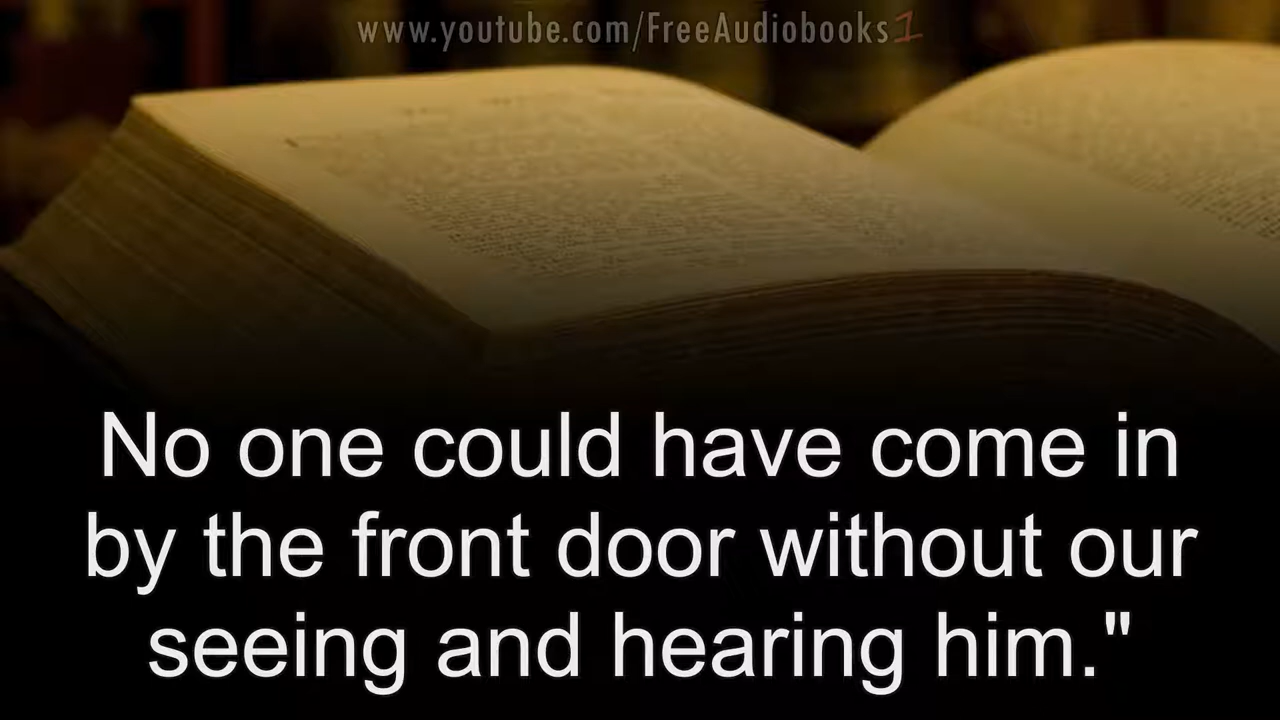 www.youtube.com/FreeAudiobooks1
No one could have come in
by the front door without our
seeing and hearing him."